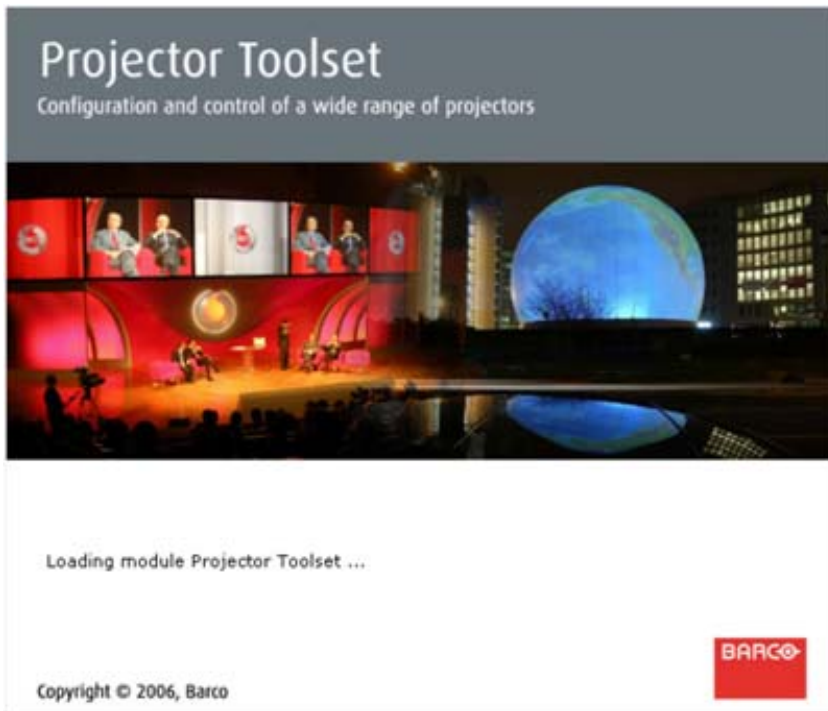 Projector Toolset
Configuration and control of a wide range of projectors
Loading module Projector Toolset ...
BARCO
Copyright © 2006, Barco